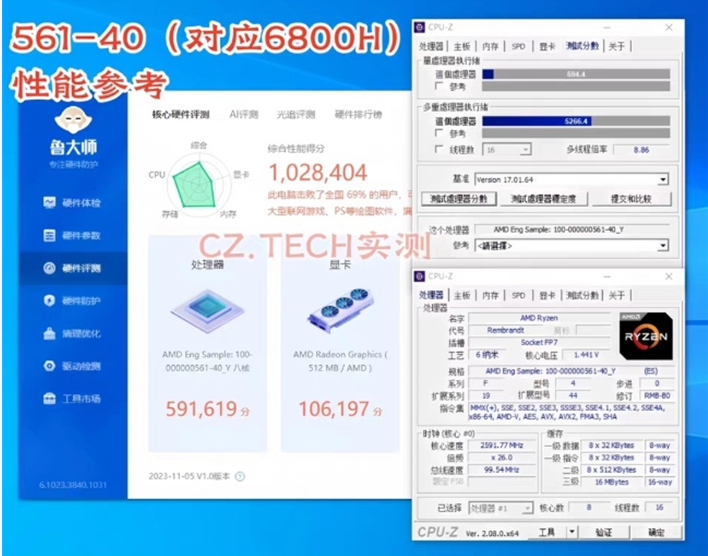 561-40（对应6800H）
性能参考
鲁大师
专注硬件防护
硬件体检
硬件参数
硬件评测
硬件防护
清理优化
驱动检测
工具市场
6.1023.3840.1031
核心硬件评测 AI评测 光追评测 硬件排行榜
综合
CPU
显卡
存储
内存
综合性能得分
1,028,404
此电脑击败了全国 69% 的用户，可
大型联网游戏、PS等绘图软件，满
CZ.TECH实测
处理器
AMD Eng Sample: 100-
000000561-40_Y 八核
591,619 分
显卡
AMD Radeon Graphics (
512 MB / AMD )
106,197 分
2023-11-05 V1.0版本
CPU-Z
处理器 主板 内存 SPD 显卡 測試分數 关于
單處理器執行緒
這個處理器 594.4
參考
多重處理器執行緒
這個處理器 5266.4
參考
線程數 16 多线程倍率 8.86
基准 Version 17.01.64
測試處理器分數 測試處理器穩定度 提交和比较
这个处理器 AMD Eng Sample: 100-000000561-40_Y
參考 <請選擇>
CPU-Z
处理器 主板 内存 SPD 显卡 測試分數 关于
处理器
名字 AMD Ryzen
代号 Rembrandt
插槽 Socket FP7
工艺 6 纳米 核心电压 1.441 V
AMD
RYZEN
规格 AMD Eng Sample: 100-000000561-40_Y (ES)
系列 F 型号 4 步进 0
扩展系列 19 扩展型号 44 修订 RMB-B0
指令集 MMX(+), SSE, SSE2, SSE3, SSSE3, SSE4.1, SSE4.2, SSE4A,
x86-64, AMD-V, AES, AVX, AVX2, FMA3, SHA
时钟 (核心 #0)
核心速度 2591.77 MHz
倍频 x 26.0
总线速度 99.54 MHz
额定 FSB
缓存
一级 数据 8 x 32 KBytes 8-way
一级 指令 8 x 32 KBytes 8-way
二级 8 x 512 KBytes 8-way
三级 16 MBytes 16-way
已选择 处理器 #1 核心数 8 线程数 16
CPU-Z Ver. 2.08.0.x64 工具 验证 确定